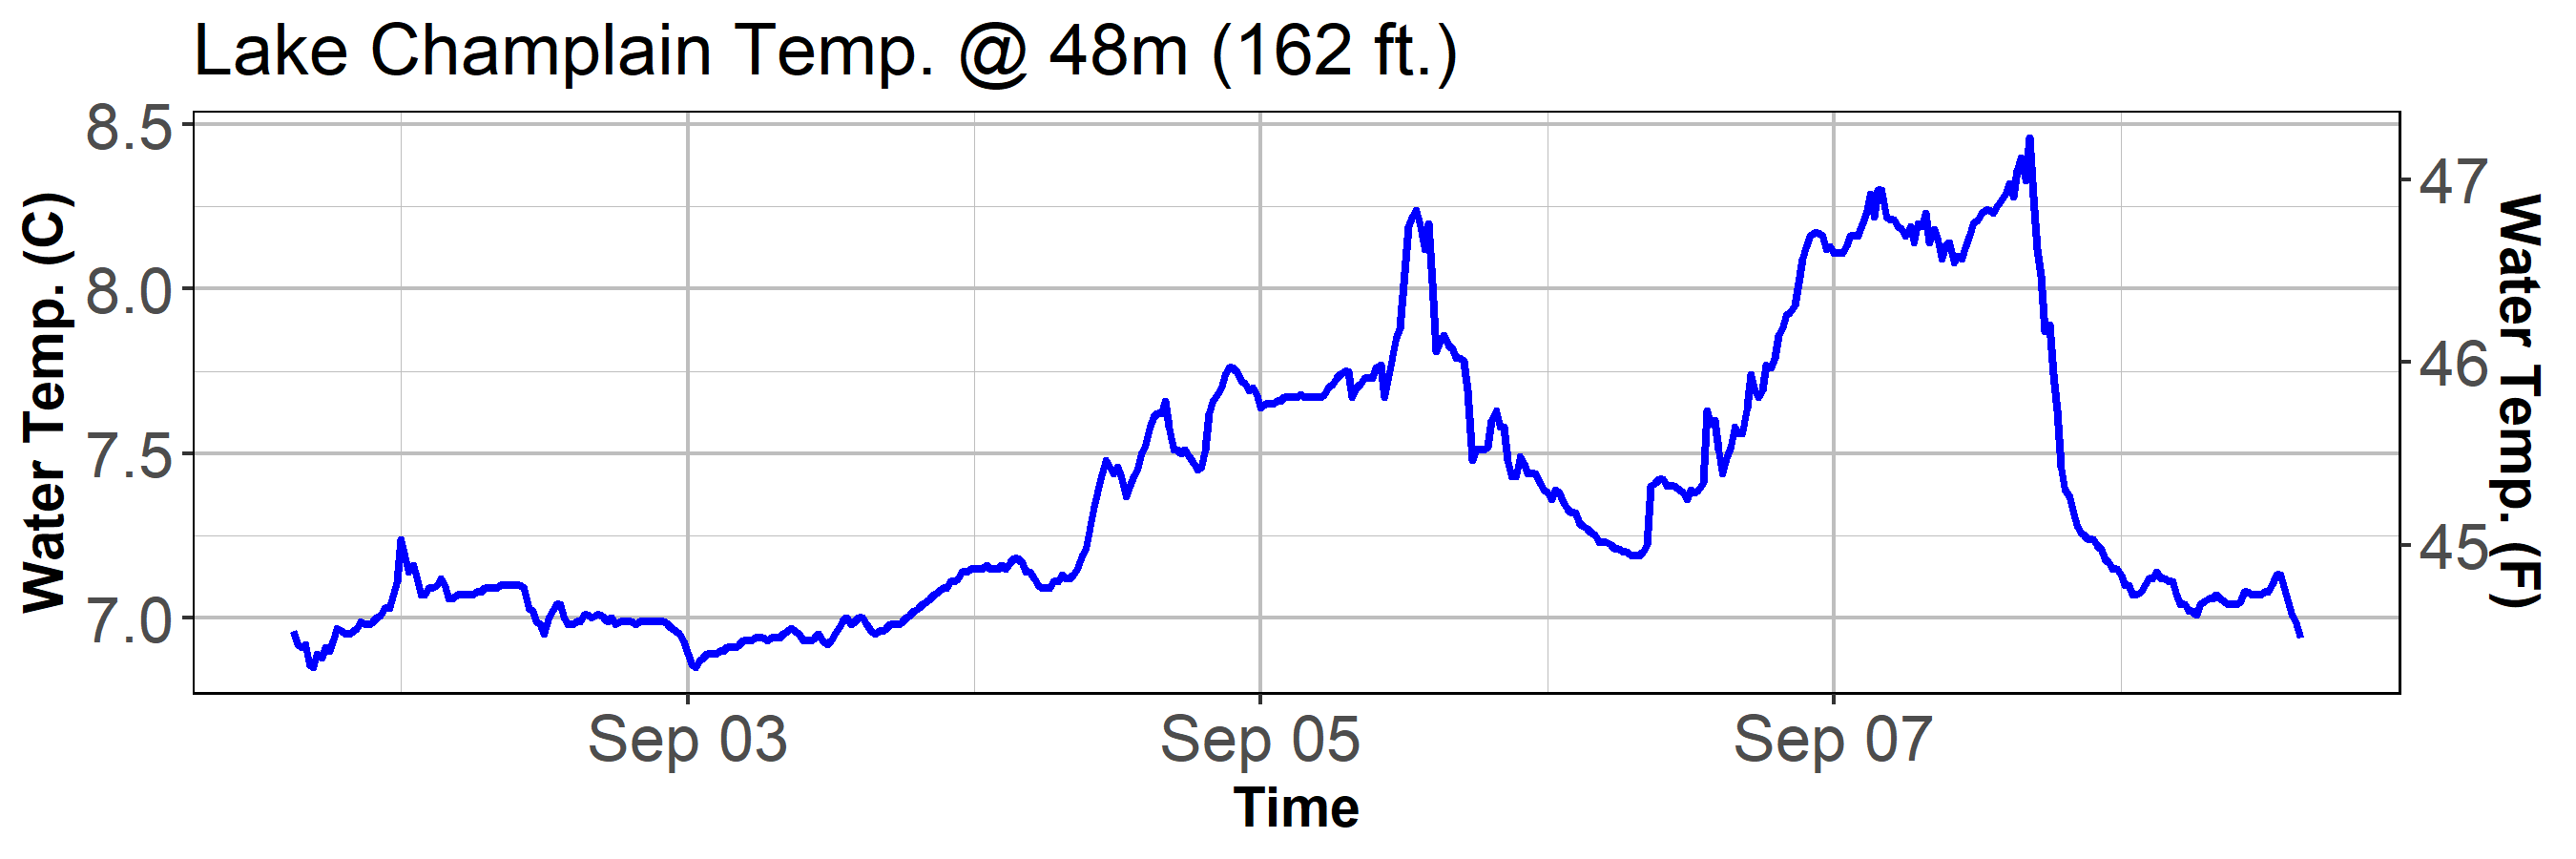 Lake Champlain Temp. @ 48m (162 ft.)
Water Temp. (C)
8.5
8.0
7.5
7.0
47
46
45
Water Temp. (F)
Sep 03 Sep 05 Sep 07
Time